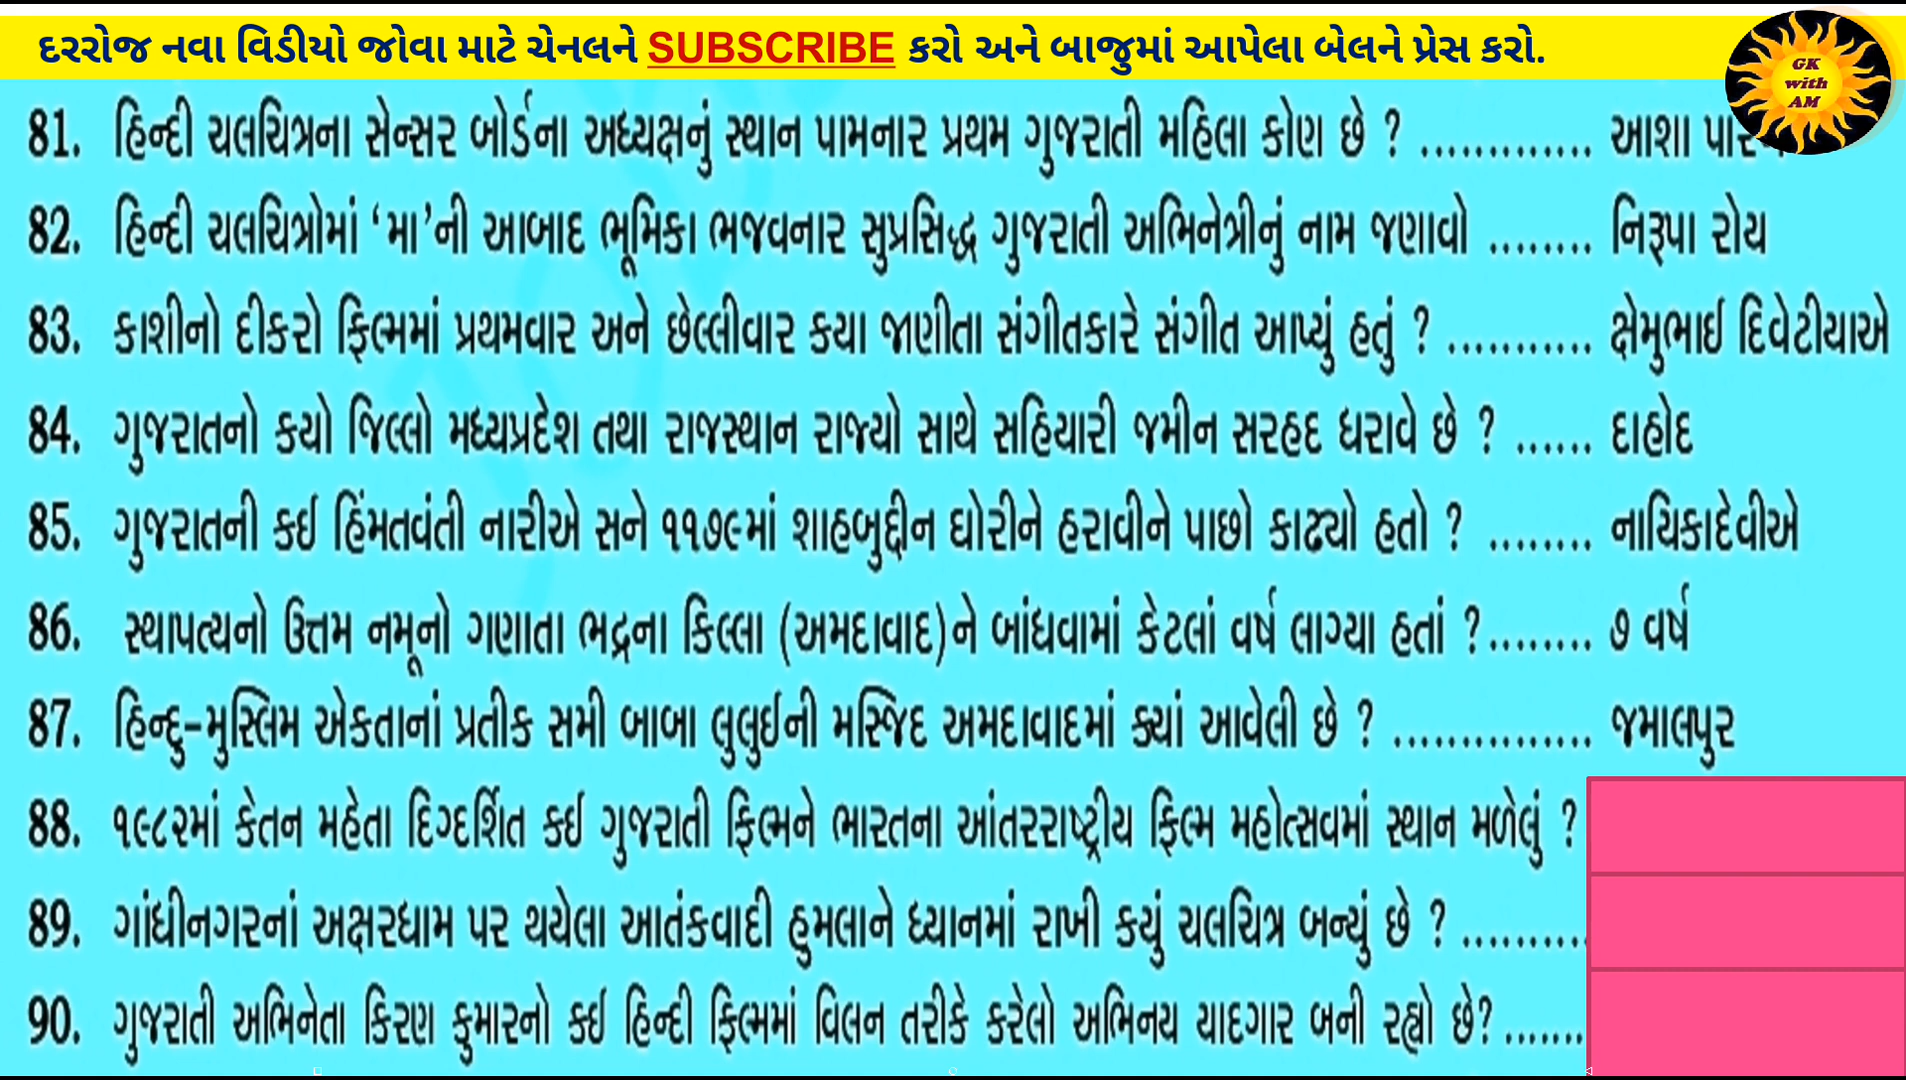 દરરોજ નવા વિડીયો જોવા માટે ચેનલને SUBSCRIBE કરો અને બાજુમાં આપેલા બેલને પ્રેસ કરો.
GK
with
AM
81. હિન્દી ચલચિત્રના સેન્સર બોર્ડના અધ્યક્ષનું સ્થાન પામનાર પ્રથમ ગુજરાતી મહિલા કોણ છે ? ............. આશા
82. હિન્દી ચલચિત્રોમાં ‘મા’ની આબાદ ભૂમિકા ભજવનાર સુપ્રસિદ્ધ ગુજરાતી અભિનેત્રીનું નામ જણાવો ........ નિરૂપા રોય
83. કાશીનો દીકરો ફિલ્મમાં પ્રથમવાર અને છેલ્લીવાર કયા જાણીતા સંગીતકારે સંગીત આપ્યું હતું ? ........... ક્ષેમુભાઈ દિવેટીયાએ
84. ગુજરાતનો કયો જિલ્લો મધ્યપ્રદેશ તથા રાજસ્થાન રાજ્યો સાથે સહિયારી જમીન સરહદ ધરાવે છે ? ...... દાહોદ
85. ગુજરાતની કઈ હિંમતવંતી નારીએ સને ૧૧૭૯માં શાહબુદ્દીન ઘોરીને હરાવીને પાછો કાઢ્યો હતો ? ........ નાયિકાદેવીએ
86. સ્થાપત્યનો ઉત્તમ નમૂનો ગણાતા ભદ્રના કિલ્લા (અમદાવાદ)ને બાંધવામાં કેટલાં વર્ષ લાગ્યા હતાં ?........ ૭ વર્ષ
87. હિન્દુ-મુસ્લિમ એકતાનાં પ્રતીક સમી બાબા લુલુઈની મસ્જિદ અમદાવાદમાં ક્યાં આવેલી છે ? ............... જમાલપુર
88. ૧૯૮૨માં કેતન મહેતા દિગ્દર્શિત કઈ ગુજરાતી ફિલ્મને ભારતના આંતરરાષ્ટ્રીય ફિલ્મ મહોત્સવમાં સ્થાન મળેલું ?
89. ગાંધીનગરનાં અક્ષરધામ પર થયેલા આતંકવાદી હુમલાને ધ્યાનમાં રાખી કયું ચલચિત્ર બન્યું છે ? ..........
90. ગુજરાતી અભિનેતા કિરણ કુમારનો કઈ હિન્દી ફિલ્મમાં વિલન તરીકે કરેલો અભિનય યાદગાર બની રહ્યો છે? .......